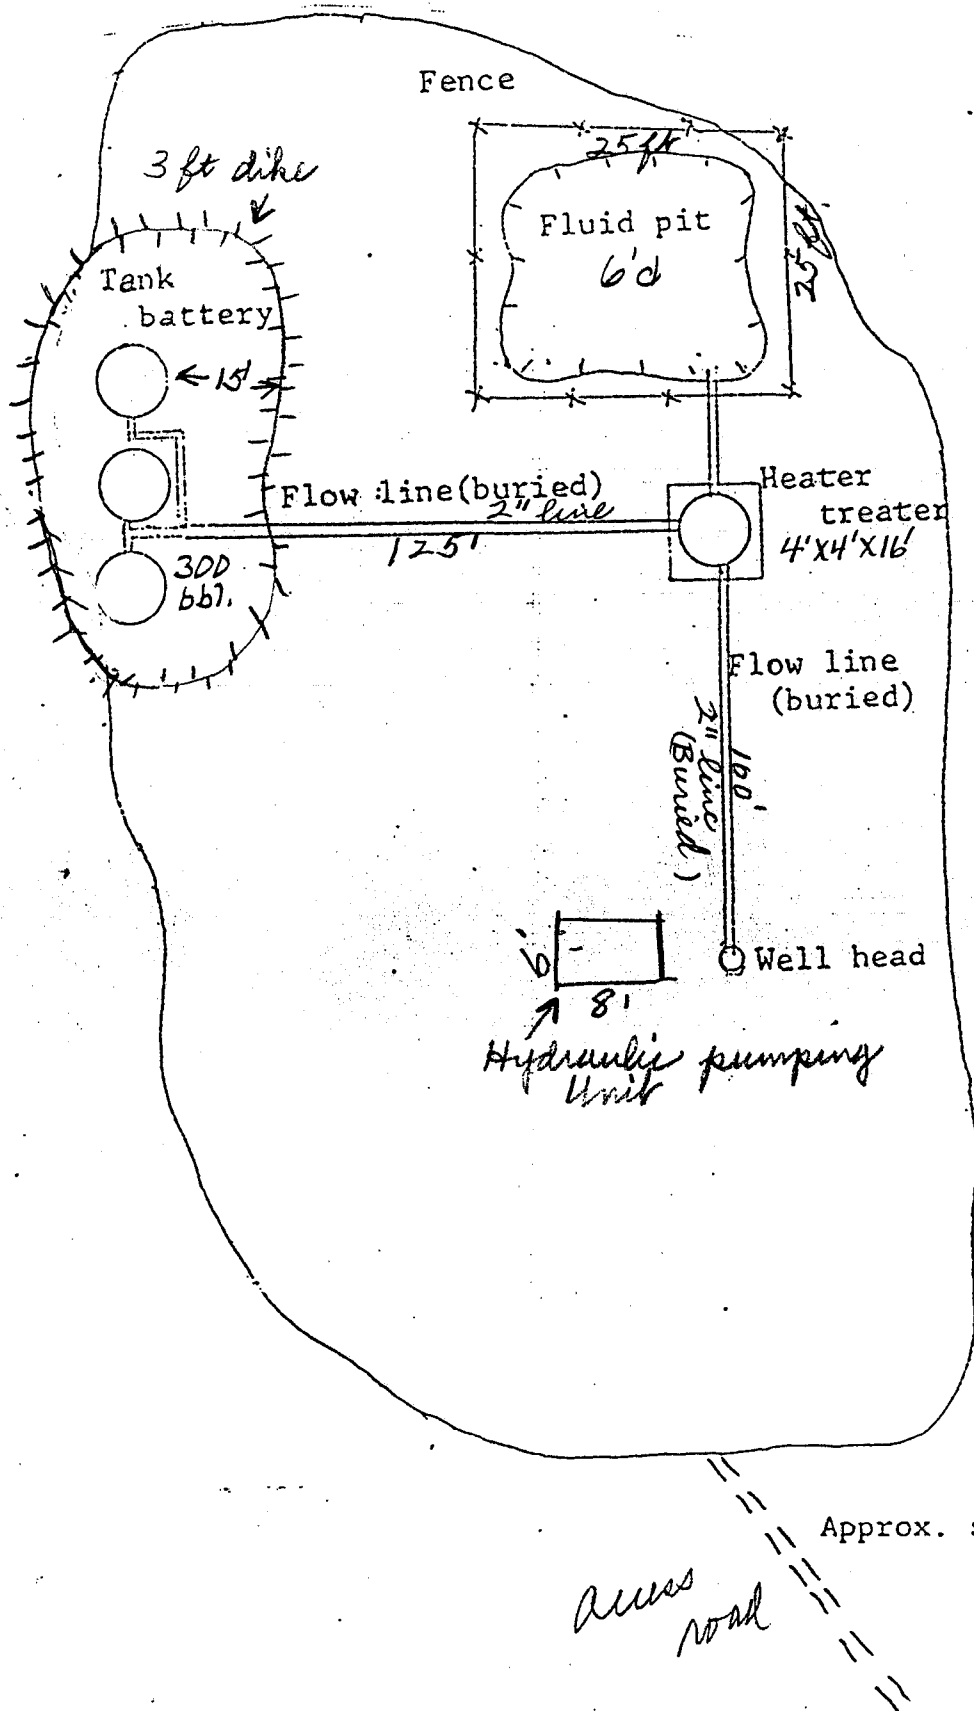 Fence
3 ft dike
25 ft
25 ft.
Fluid pit
6'd
Tank
battery
←15'→
Flow line(buried)
2" line
125'
300
bbl.
Heater
treater
4'X4'X16'
Flow line
(buried)
160'
2" line
(Buried)
6'
8'
Well head
Hydraulic pumping
Unit
Approx.
access
road